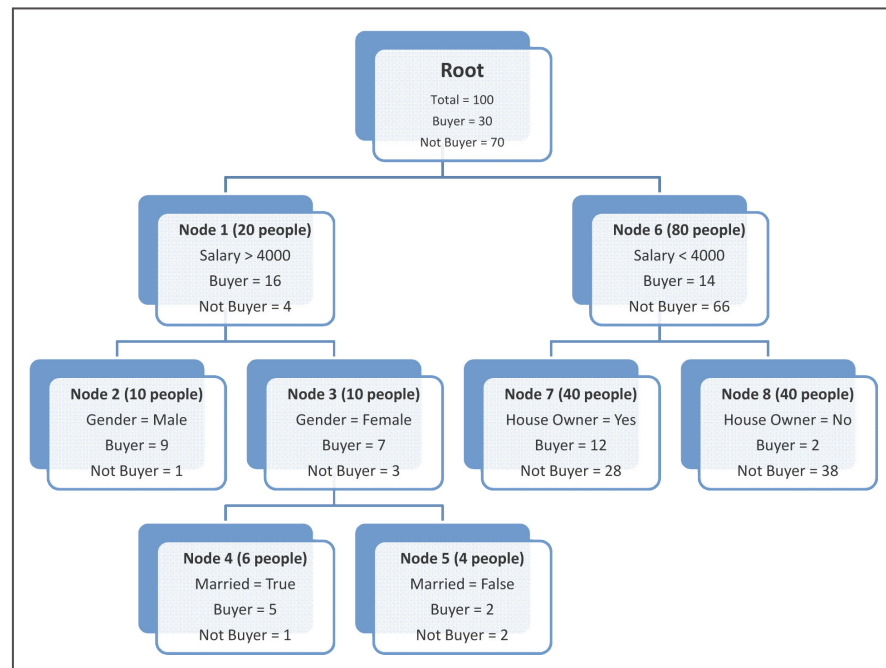 Root
Total = 100
Buyer = 30
Not Buyer = 70
Node 1 (20 people)
Salary > 4000
Buyer = 16
Not Buyer = 4
Node 6 (80 people)
Salary < 4000
Buyer = 14
Not Buyer = 66
Node 2 (10 people)
Gender = Male
Buyer = 9
Not Buyer = 1
Node 3 (10 people)
Gender = Female
Buyer = 7
Not Buyer = 3
Node 7 (40 people)
House Owner = Yes
Buyer = 12
Not Buyer = 28
Node 8 (40 people)
House Owner = No
Buyer = 2
Not Buyer = 38
Node 4 (6 people)
Married = True
Buyer = 5
Not Buyer = 1
Node 5 (4 people)
Married = False
Buyer = 2
Not Buyer = 2